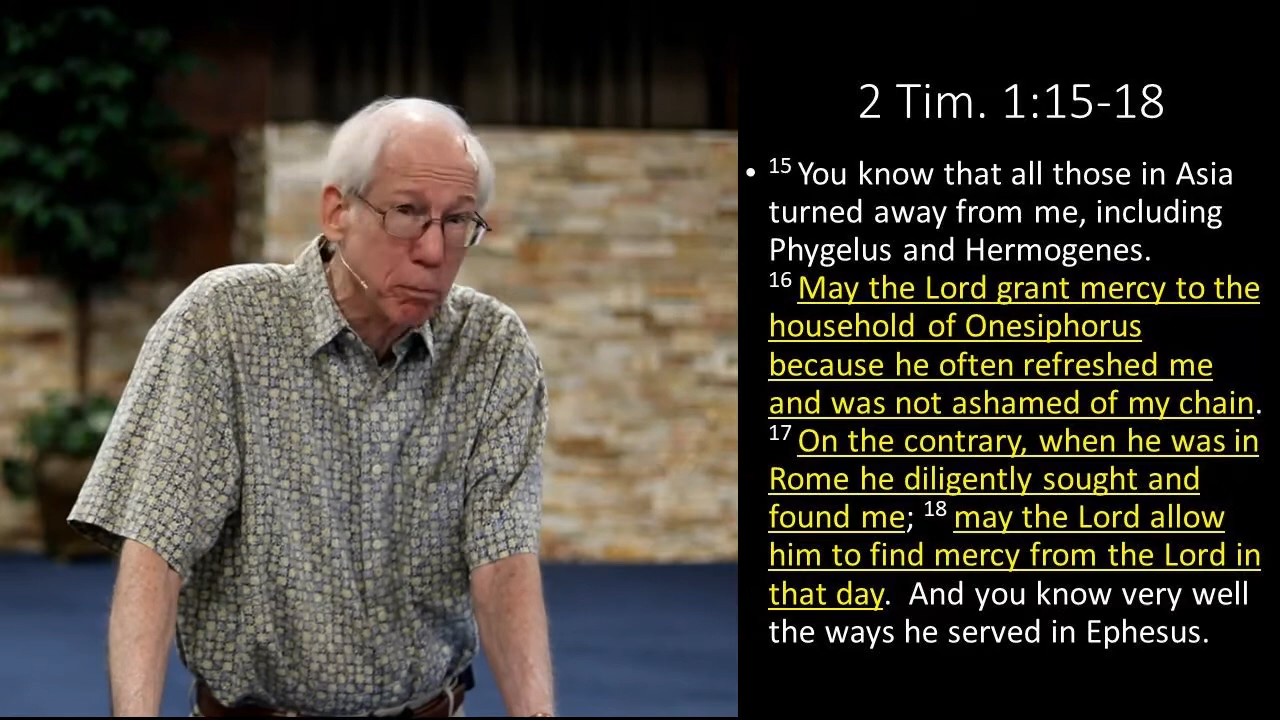 2 Tim. 1:15-18
• 15 You know that all those in Asia
turned away from me, including
Phygelus and Hermogenes.
16 May the Lord grant mercy to the
household of Onesiphorus
because he often refreshed me
and was not ashamed of my chain.
17 On the contrary, when he was in
Rome he diligently sought and
found me; 18 may the Lord allow
him to find mercy from the Lord in
that day.  And you know very well
the ways he served in Ephesus.